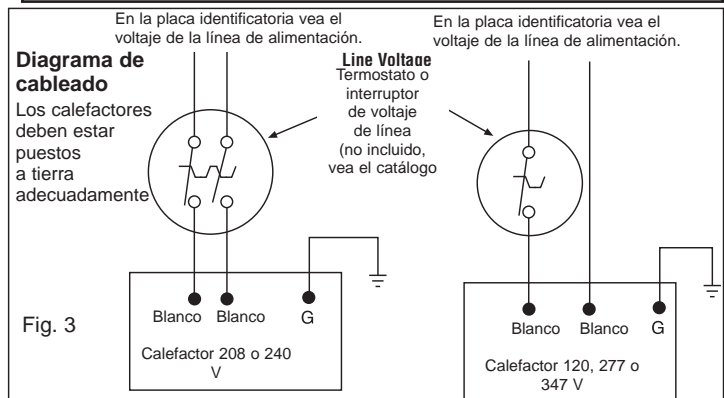 En la placa identificatoria vea el
voltaje de la línea de alimentación.
En la placa identificatoria vea el
voltaje de la línea de alimentación.
Diagrama de
cableado
Los calefactores
deben estar
puestos
a tierra
adecuadamente
Line Voltage
Termostato o
interruptor
de voltaje
de línea
(no incluido,
vea el catálogo
Blanco Blanco G
Calefactor 208 o 240
V
Blanco Blanco G
Calefactor 120, 277 o
347 V
Fig. 3